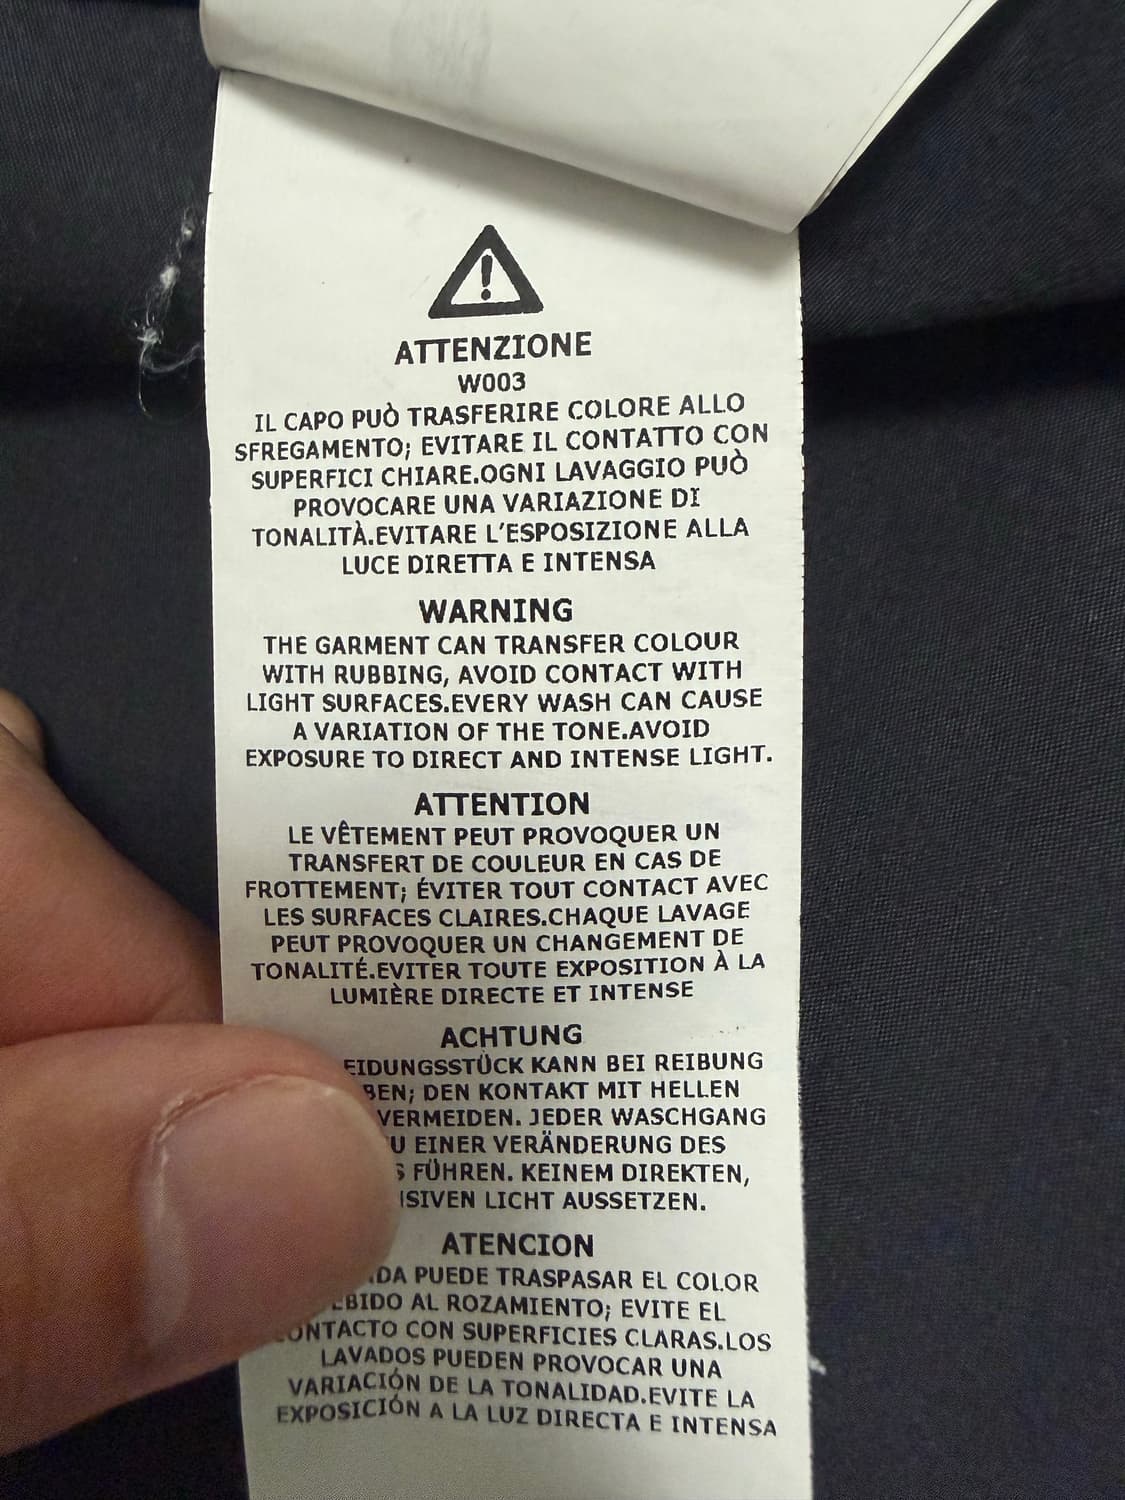 ATTENZIONE
W003
IL CAPO PUÒ TRASFERIRE COLORE ALLO
SFREGAMENTO; EVITARE IL CONTATTO CON
SUPERFICI CHIARE.OGNI LAVAGGIO PUÒ
PROVOCARE UNA VARIAZIONE DI
TONALITÀ.EVITARE L'ESPOSIZIONE ALLA
LUCE DIRETTA E INTENSA
WARNING
THE GARMENT CAN TRANSFER COLOUR
WITH RUBBING, AVOID CONTACT WITH
LIGHT SURFACES.EVERY WASH CAN CAUSE
A VARIATION OF THE TONE.AVOID
EXPOSURE TO DIRECT AND INTENSE LIGHT.
ATTENTION
LE VÊTEMENT PEUT PROVOQUER UN
TRANSFERT DE COULEUR EN CAS DE
FROTTEMENT; ÉVITER TOUT CONTACT AVEC
LES SURFACES CLAIRES.CHAQUE LAVAGE
PEUT PROVOQUER UN CHANGEMENT DE
TONALITÉ.EVITER TOUTE EXPOSITION À LA
LUMIÈRE DIRECTE ET INTENSE
ACHTUNG
KANN BEI REIBUNG
DEN KONTAKT MIT HELLEN
VERMEIDEN. JEDER WASCHGANG
EINER VERÄNDERUNG DES
FÜHREN. KEINEM DIREKTEN,
LICHT AUSSETZEN.
ATENCION
PUEDE TRASPASAR EL COLOR
AL ROZAMIENTO; EVITE EL
CONTACTO CON SUPERFICIES CLARAS.LOS
LAVADOS PUEDEN PROVOCAR UNA
VARIACIÓN DE LA TONALIDAD.EVITE LA
EXPOSICIÓN A LA LUZ DIRECTA E INTENSA